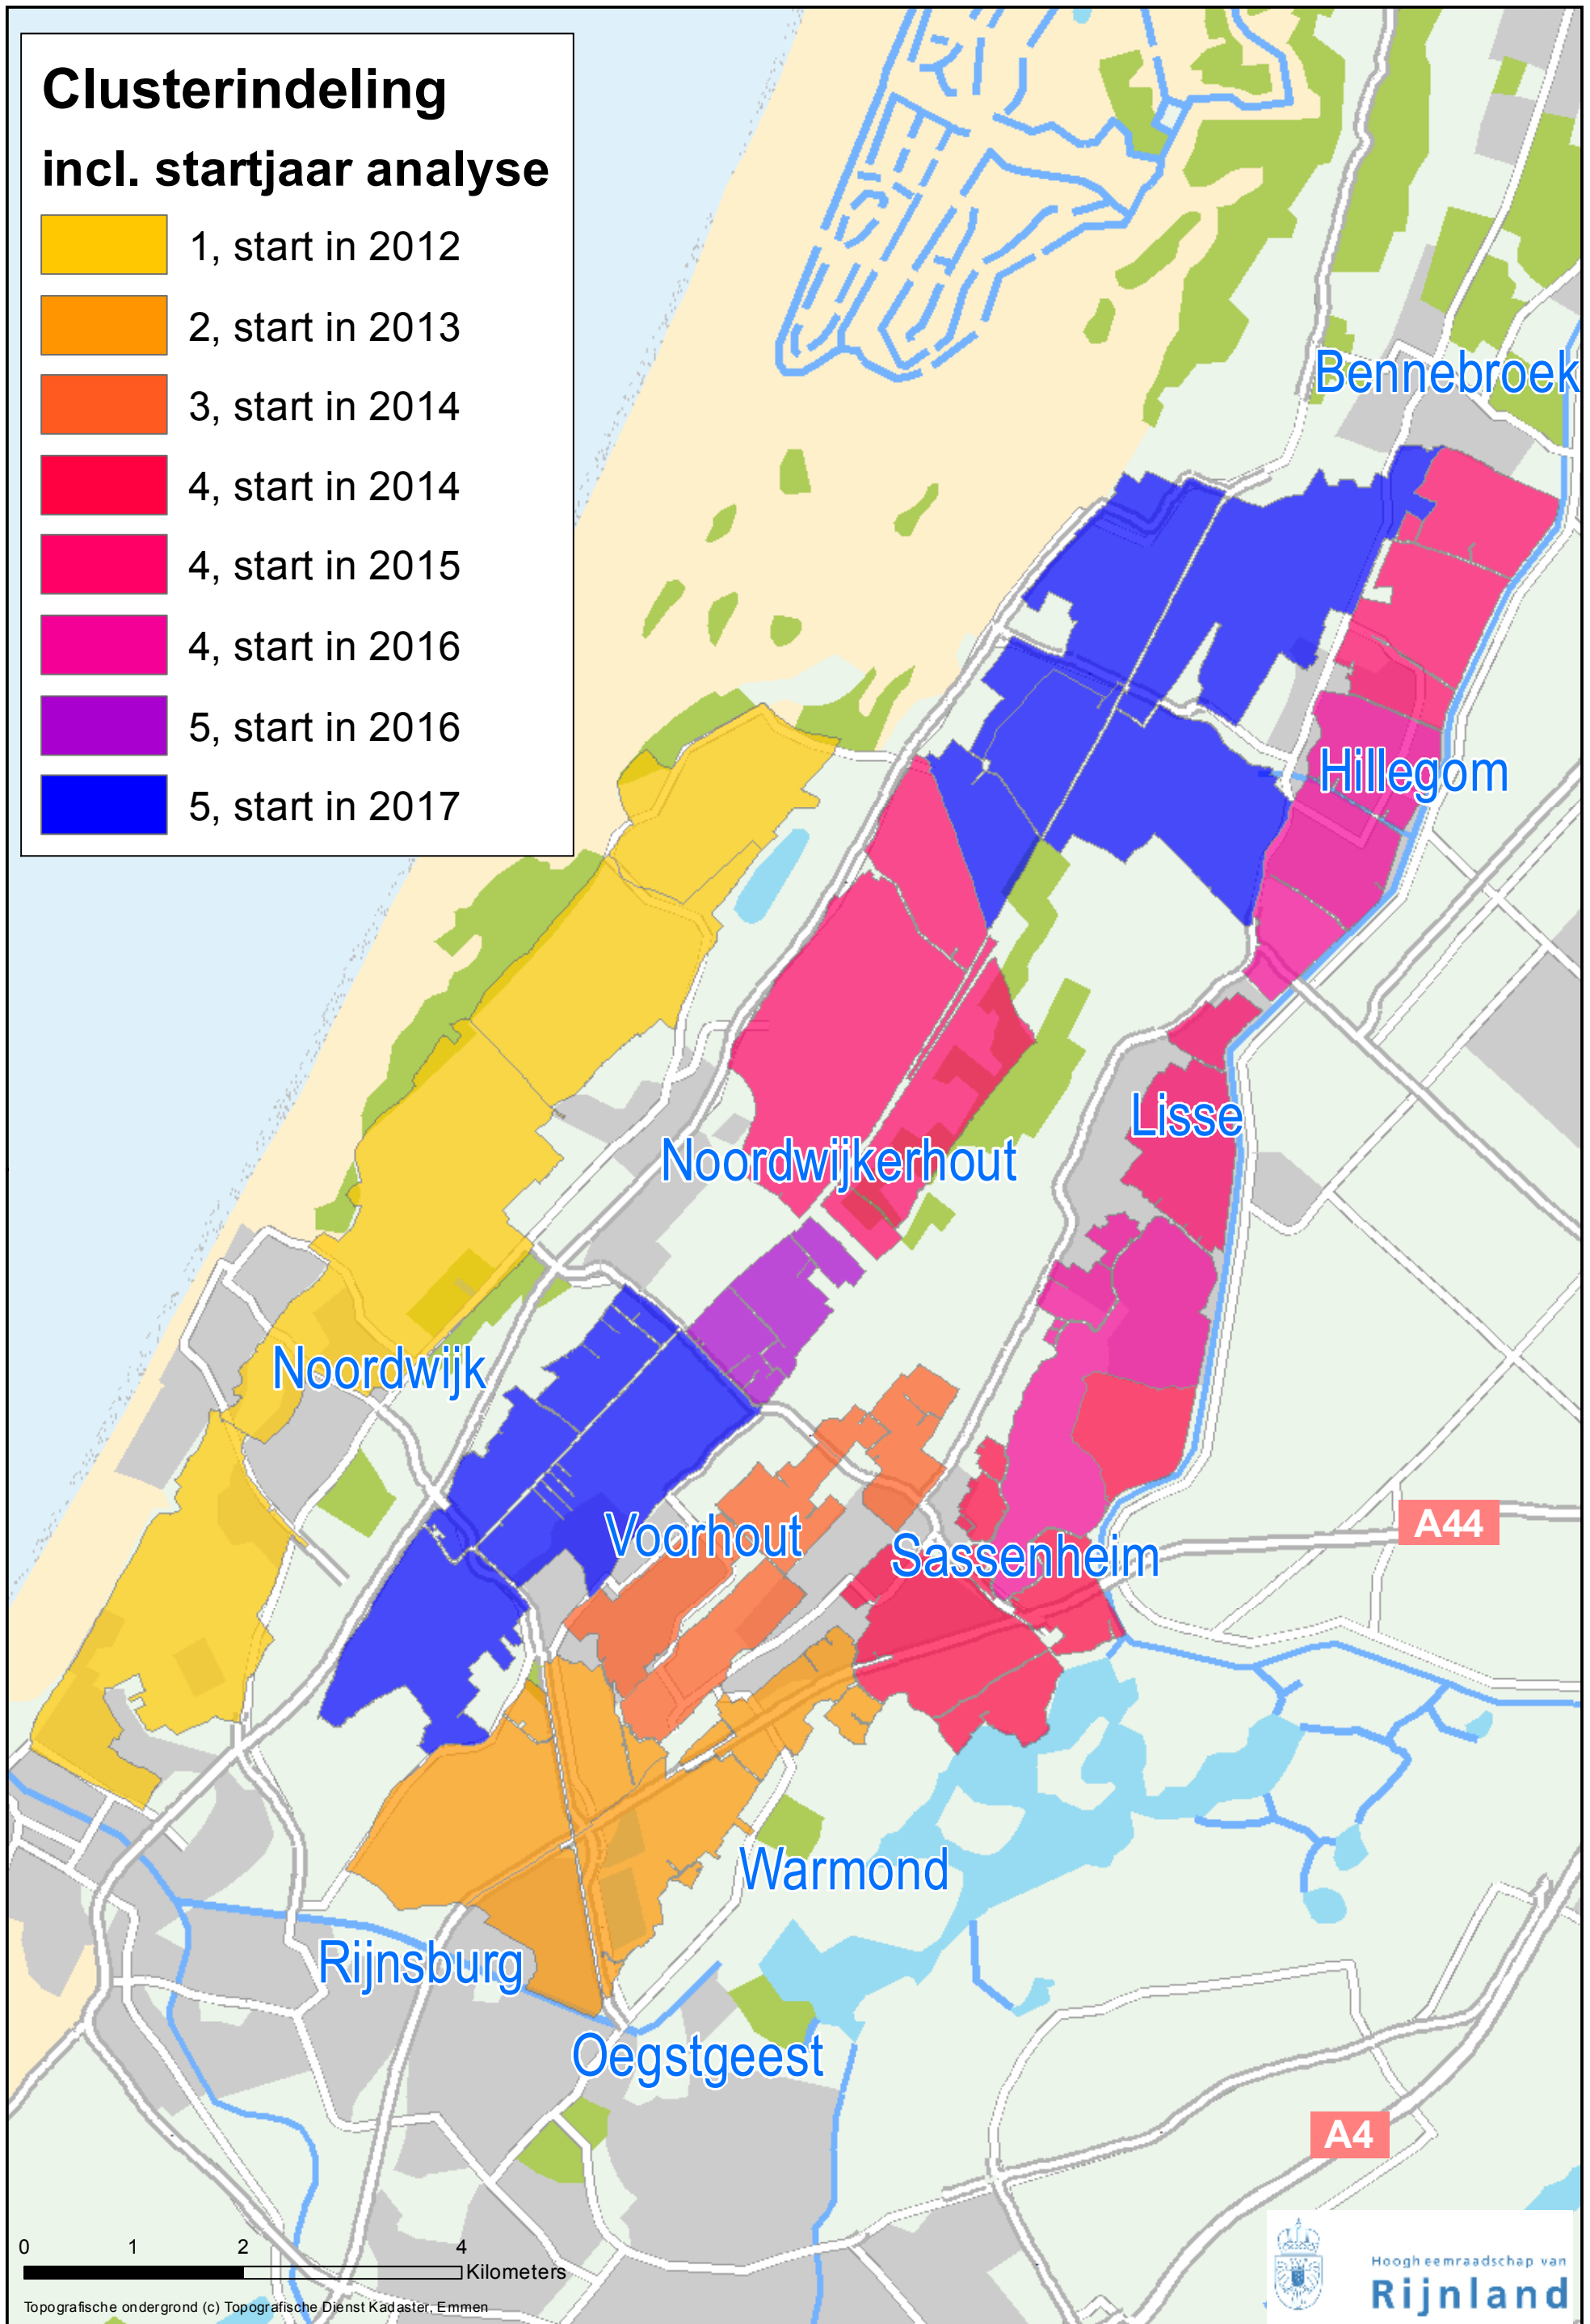 Clusterindeling
incl. startjaar analyse
1, start in 2012
2, start in 2013
3, start in 2014
4, start in 2014
4, start in 2015
4, start in 2016
5, start in 2016
5, start in 2017
Bennebroek
Hillegom
Lisse
Noordwijkerhout
Noordwijk
Voorhout
Sassenheim
A44
Warmond
Rijnsburg
Oegstgeest
A4
0 1 2 4
Kilometers
Topografische ondergrond (c) Topografische Dienst Kadaster, Emmen
Hoogheemraadschap van
Rijnland